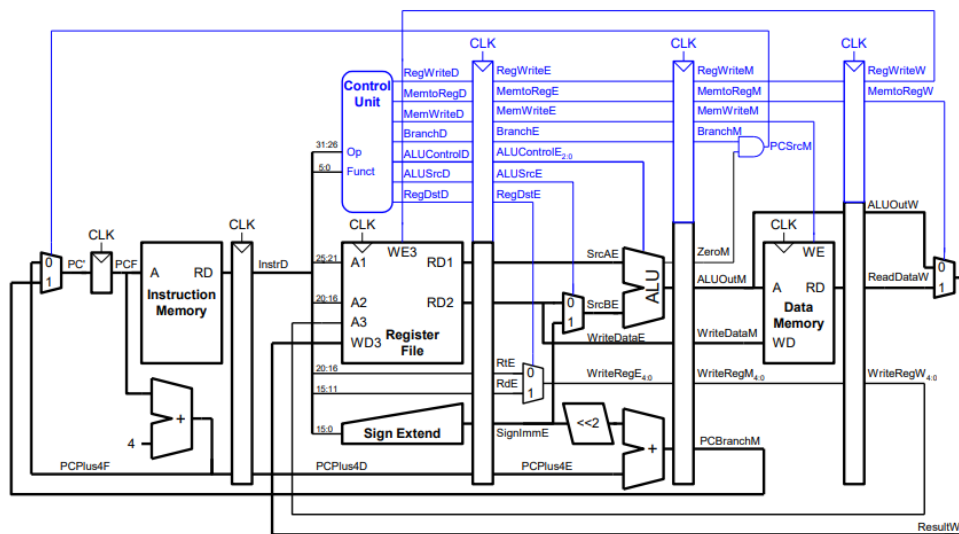 CLK CLK CLK
RegWriteD RegWriteE RegWriteM RegWriteW
Control Unit
MemtoRegD MemtoRegE MemtoRegM MemtoRegW
MemWriteD MemWriteE MemWriteM
BranchD BranchE BranchM
PCSrcM
31:26 Op
ALUControlD ALUControlE2:0
5:0 Funct
ALUSrcD ALUSrcE
RegDstD RegDstE
CLK CLK CLK
WE3 WE
ALUOutW
0 1 PC' PCF
A RD
Instruction Memory
InstrD
25:21 A1 RD1
SrcAE
ZeroM
ALU
ALUOutM
A RD
ReadDataW
0 1
20:16 A2 RD2
0 1 SrcBE
A3
Register File
Data Memory
WD3
WriteDataE WriteDataM WD
20:16 RtE 0
15:11 RdE 1
WriteRegE4:0 WriteRegM4:0 WriteRegW4:0
+
4
15:0 Sign Extend
SignImmE
<<2
+
PCBranchM
PCPlus4F PCPlus4D PCPlus4E
ResultW